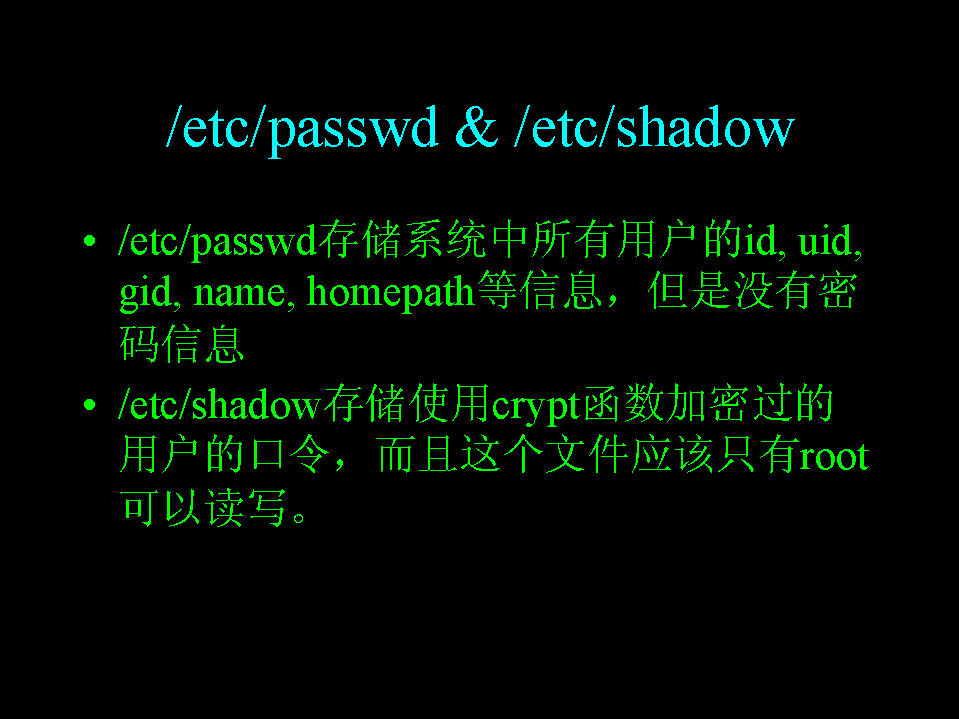 /etc/passwd & /etc/shadow
• /etc/passwd存储系统中所有用户的id, uid,
gid, name, homepath等信息，但是没有密
码信息
• /etc/shadow存储使用crypt函数加密过的
用户的口令，而且这个文件应该只有root
可以读写。